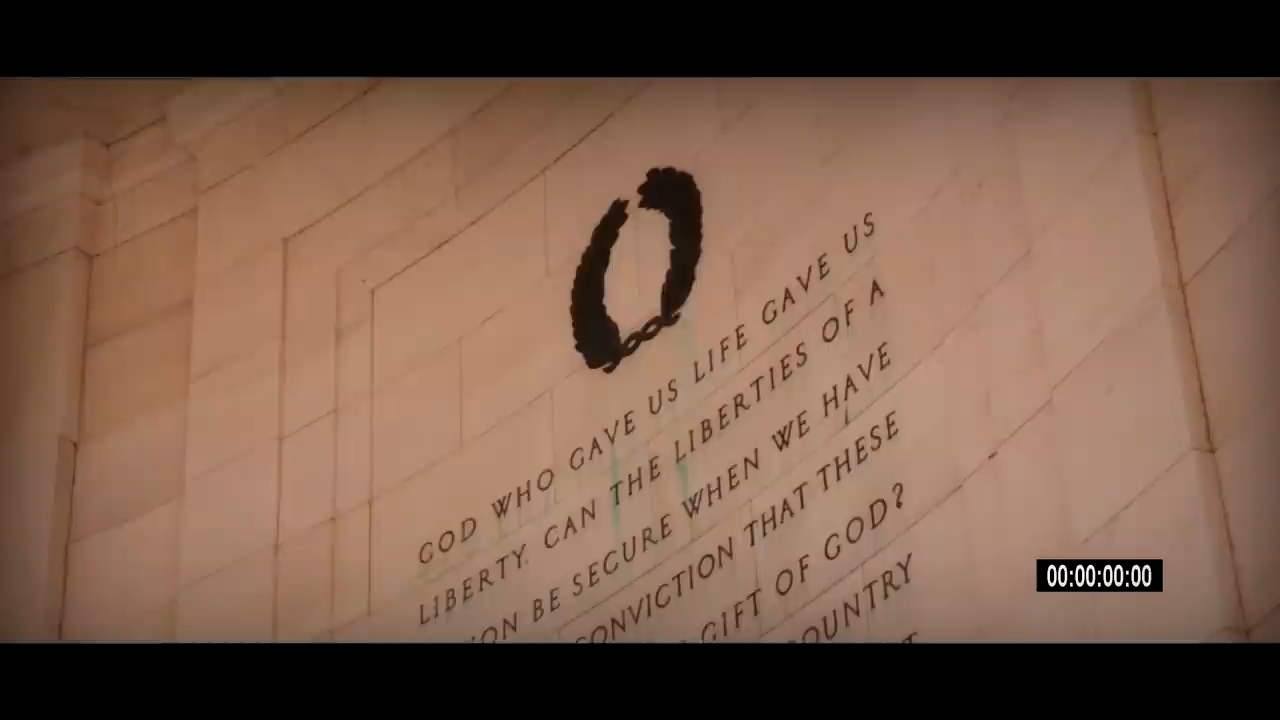 GOD WHO GAVE US LIFE GAVE US
LIBERTY. CAN THE LIBERTIES OF A
BE SECURE WHEN WE HAVE
CONVICTION THAT THESE
GIFT OF GOD?
00:00:00:00